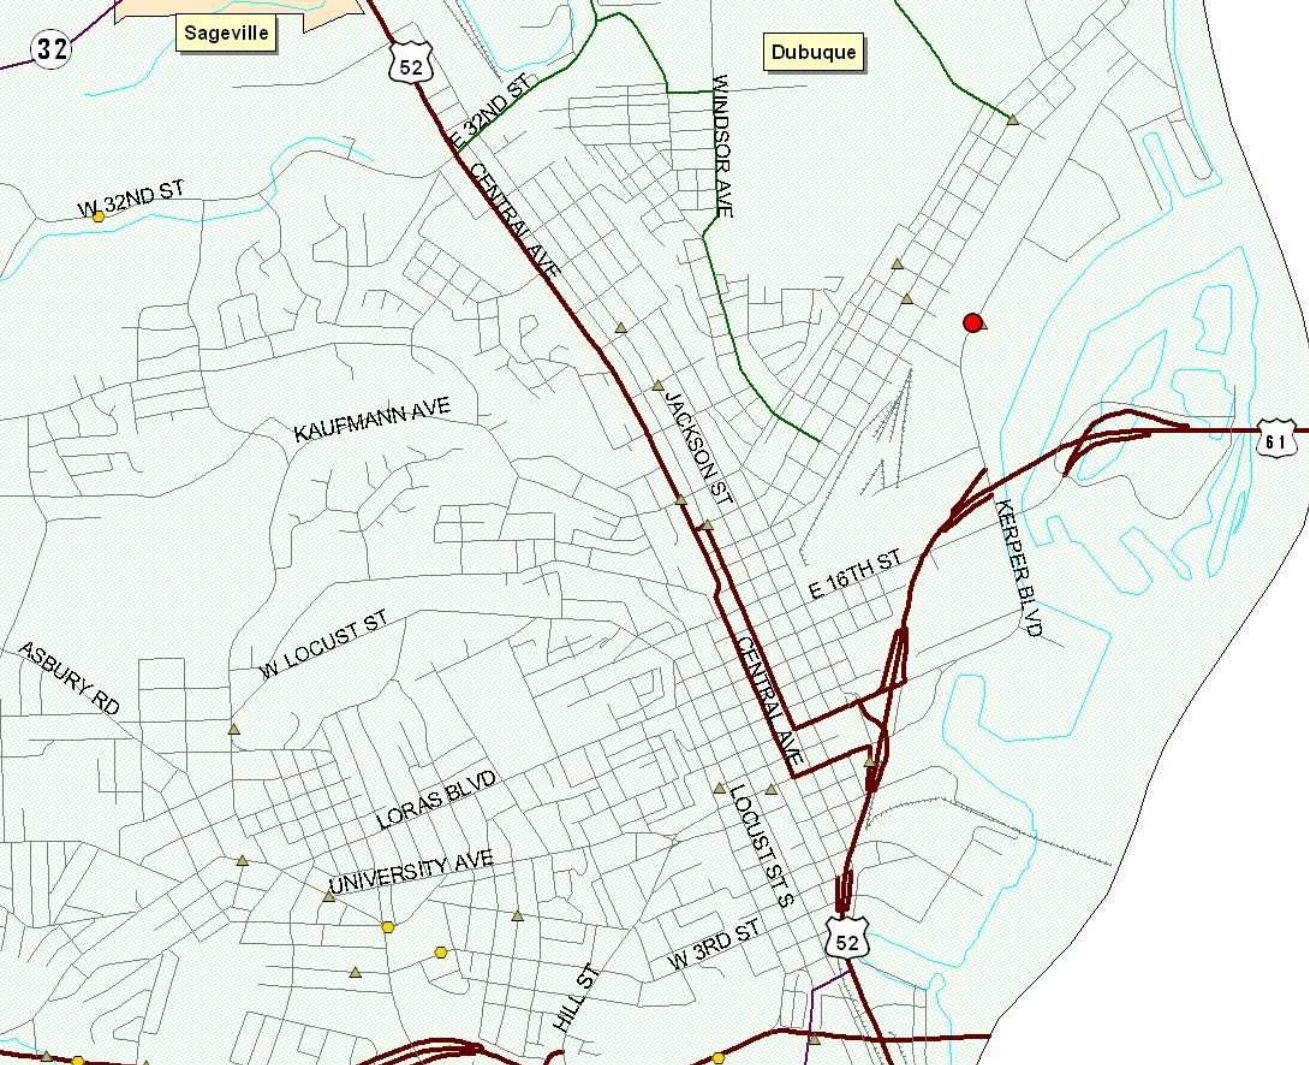 Sageville
32
52
Dubuque
E 32ND ST
WINDSOR AVE
W 32ND ST
CENTRAL AVE
KAUFMANN AVE
JACKSON ST
61
KERPER BLVD
E 16TH ST
W LOCUST ST
ASBURY RD
CENTRAL AVE
LORAS BLVD
LOCUST ST S
UNIVERSITY AVE
W 3RD ST
52
HILL ST